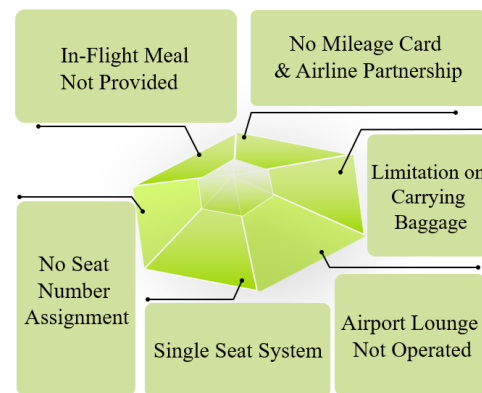 In-Flight Meal
Not Provided
No Mileage Card
& Airline Partnership
Limitation on
Carrying
Baggage
No Seat
Number
Assignment
Single Seat System
Airport Lounge
Not Operated